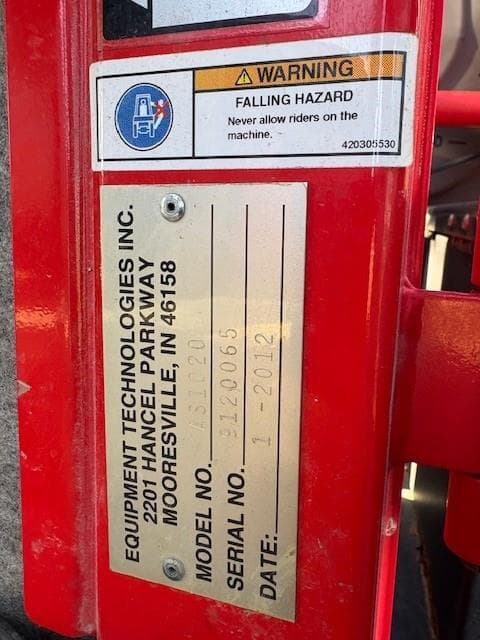 WARNING
FALLING HAZARD
Never allow riders on the
machine.
420305530
EQUIPMENT TECHNOLOGIES INC.
2201 HANCEL PARKWAY
MOORESVILLE, IN 46158
MODEL NO. AS1020
SERIAL NO. 9120065
DATE: 1 -2012